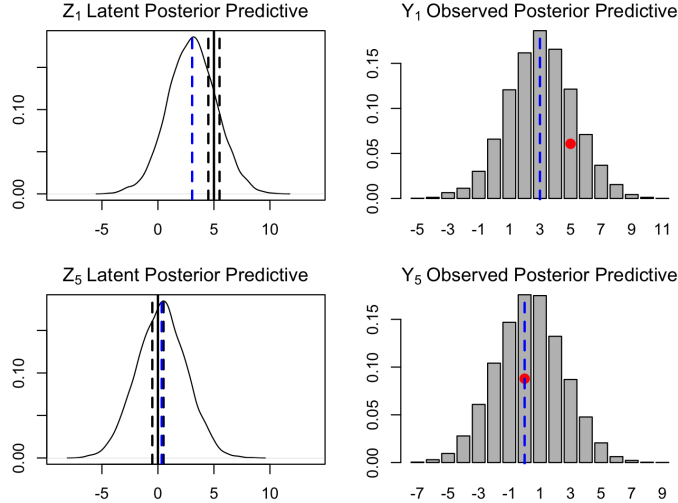 Z₁ Latent Posterior Predictive
0.00 0.10
-5 0 5 10
Y₁ Observed Posterior Predictive
0.00 0.05 0.10 0.15
-5 -3 -1 1 3 5 7 9 11
Z₅ Latent Posterior Predictive
0.00 0.10
-5 0 5 10
Y₅ Observed Posterior Predictive
0.00 0.05 0.10 0.15
-7 -5 -3 -1 1 3 5 7 9